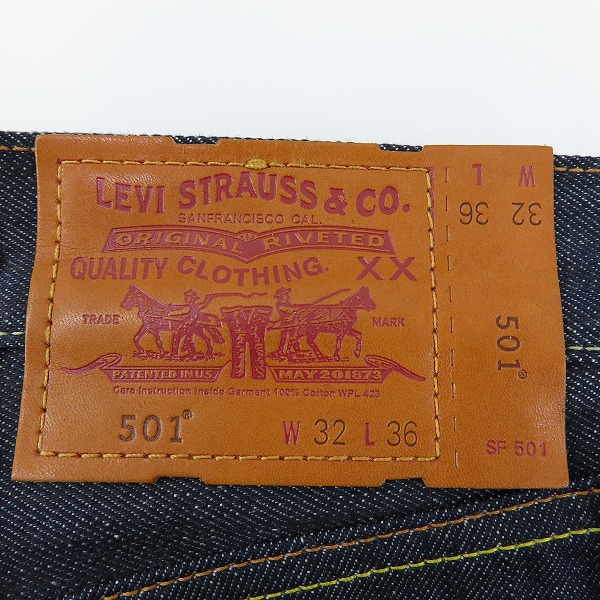 LEVI STRAUSS & CO.
SANFRANCISCO CAL.
ORIGINAL® RIVETED
QUALITY CLOTHING. XX
TRADE MARK
PATENTED IN U.S. MAY 20 1873
Care Instruction Inside Garment 100% Cotton WPL 423
501® W 32 L 36
W L
32 36
501®
SF 501